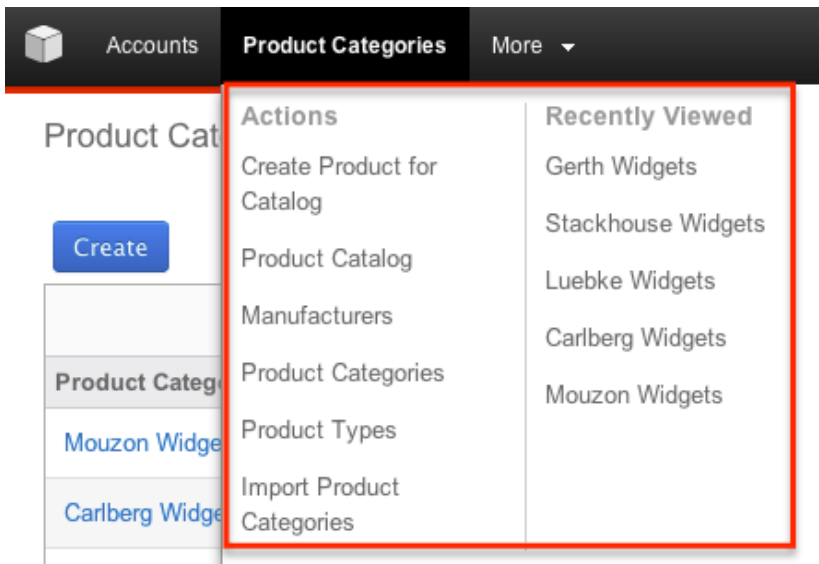 Accounts
Product Categories
More
Product Cat
Create
Product Catego
Mouzon Widge
Carlberg Widge
Actions
Create Product for
Catalog
Product Catalog
Manufacturers
Product Categories
Product Types
Import Product
Categories
Recently Viewed
Gerth Widgets
Stackhouse Widgets
Luebke Widgets
Carlberg Widgets
Mouzon Widgets